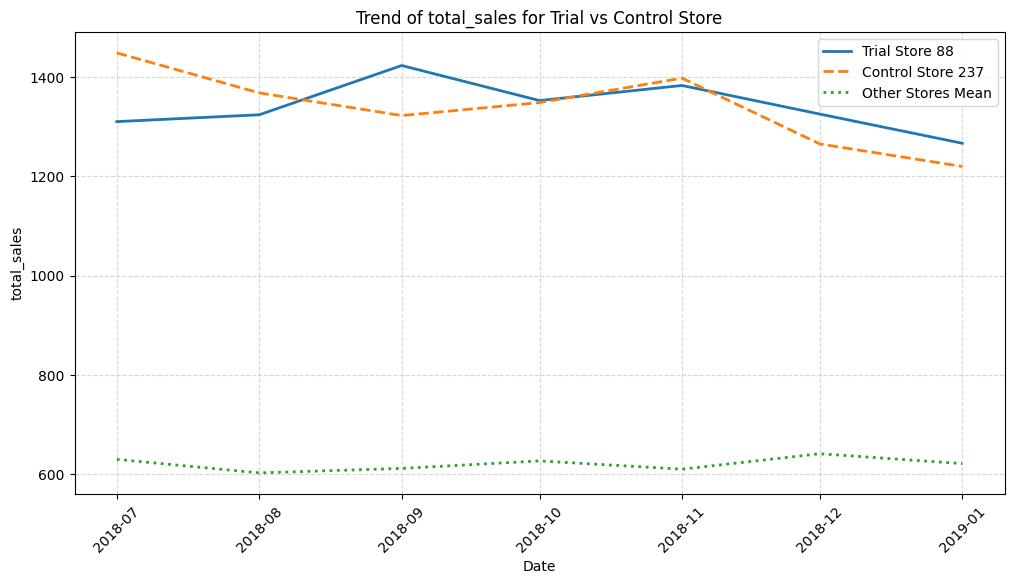 Trend of total_sales for Trial vs Control Store
Trial Store 88
Control Store 237
Other Stores Mean
total_sales
1400
1200
1000
800
600
2018-07
2018-08
2018-09
2018-10
2018-11
2018-12
2019-01
Date